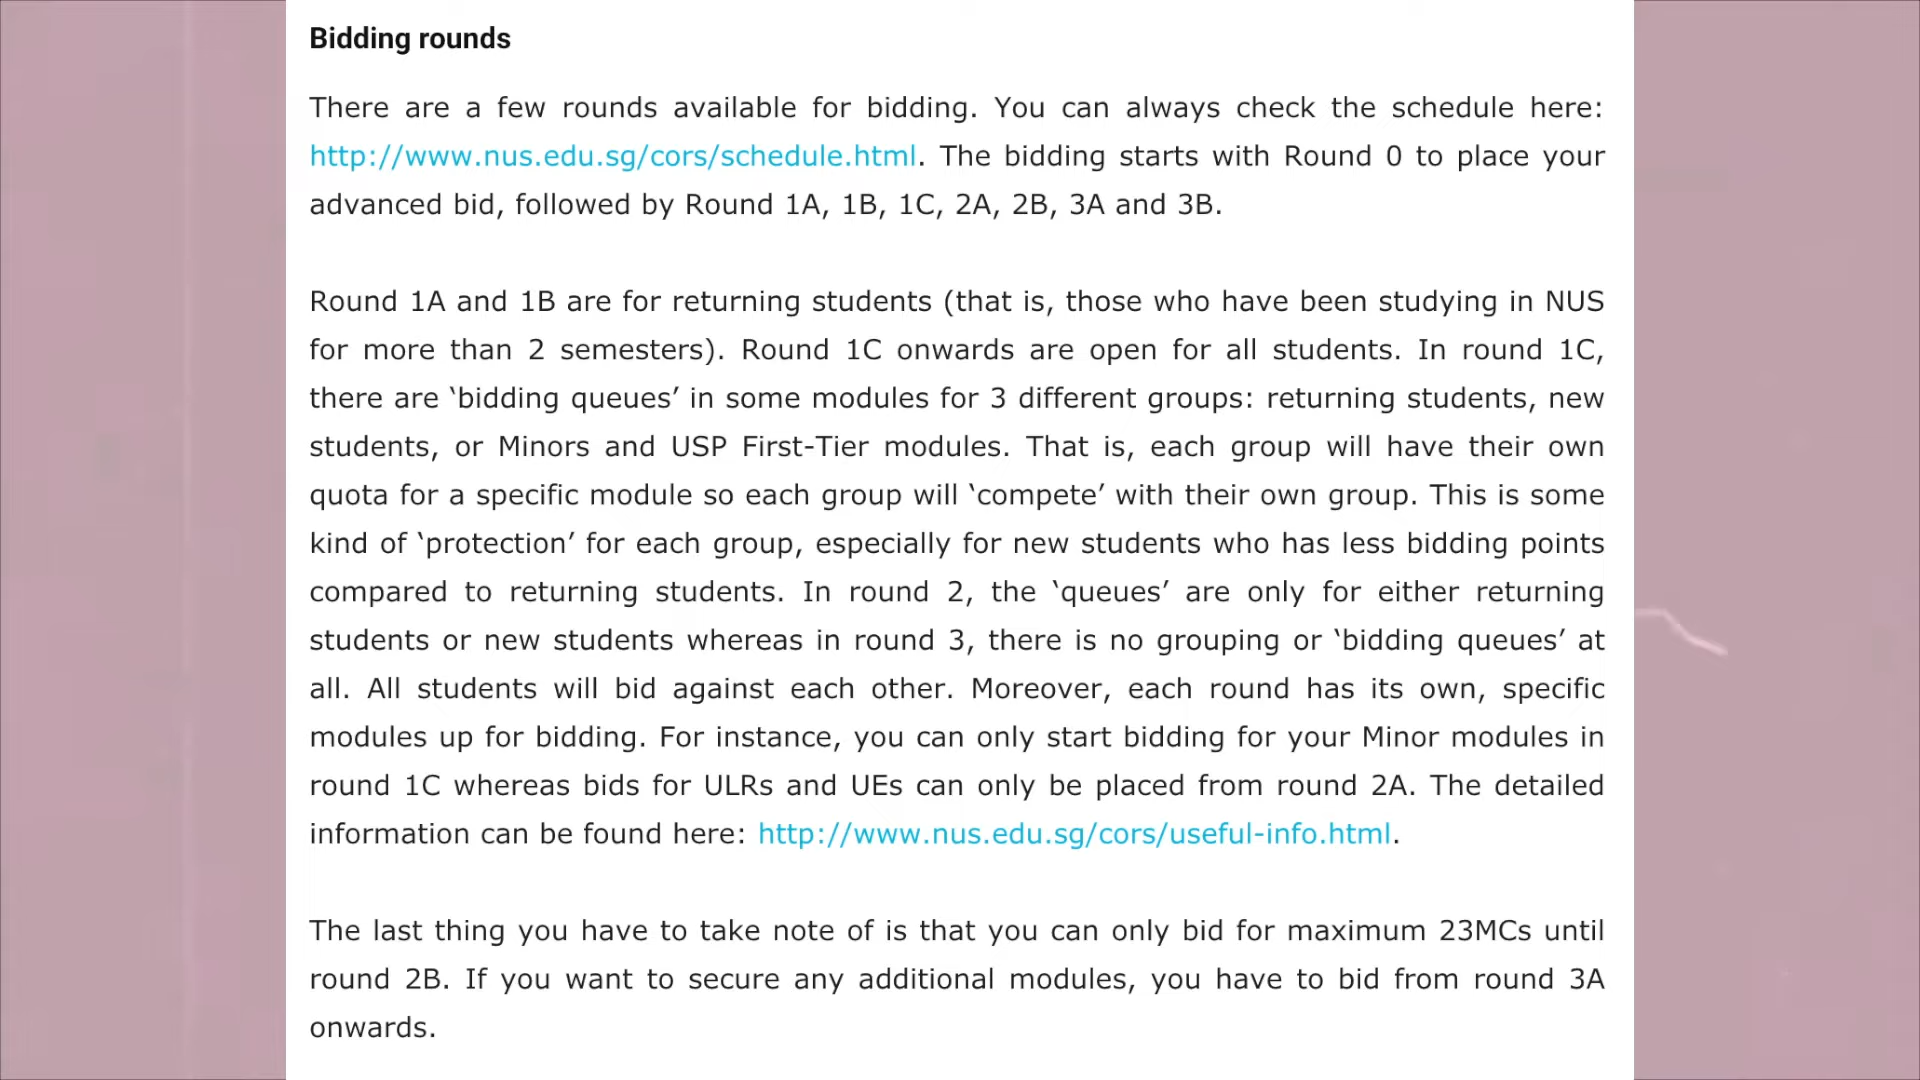 Bidding rounds
There are a few rounds available for bidding. You can always check the schedule here:
http://www.nus.edu.sg/cors/schedule.html. The bidding starts with Round 0 to place your
advanced bid, followed by Round 1A, 1B, 1C, 2A, 2B, 3A and 3B.
Round 1A and 1B are for returning students (that is, those who have been studying in NUS
for more than 2 semesters). Round 1C onwards are open for all students. In round 1C,
there are ‘bidding queues’ in some modules for 3 different groups: returning students, new
students, or Minors and USP First-Tier modules. That is, each group will have their own
quota for a specific module so each group will ‘compete’ with their own group. This is some
kind of ‘protection’ for each group, especially for new students who has less bidding points
compared to returning students. In round 2, the ‘queues’ are only for either returning
students or new students whereas in round 3, there is no grouping or ‘bidding queues’ at
all. All students will bid against each other. Moreover, each round has its own, specific
modules up for bidding. For instance, you can only start bidding for your Minor modules in
round 1C whereas bids for ULRs and UEs can only be placed from round 2A. The detailed
information can be found here: http://www.nus.edu.sg/cors/useful-info.html.
The last thing you have to take note of is that you can only bid for maximum 23MCs until
round 2B. If you want to secure any additional modules, you have to bid from round 3A
onwards.